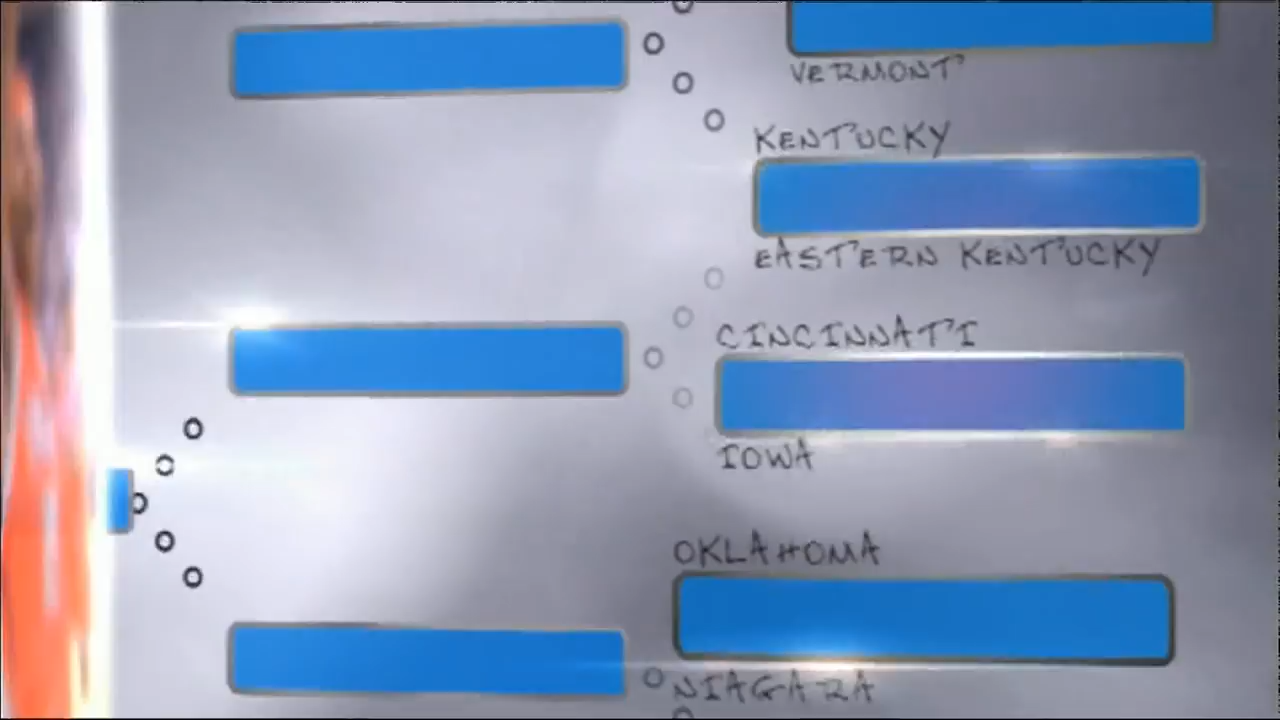 VERMONT
KENTUCKY
EASTERN KENTUCKY
CINCINNATI
IOWA
OKLAHOMA
NIAGARA